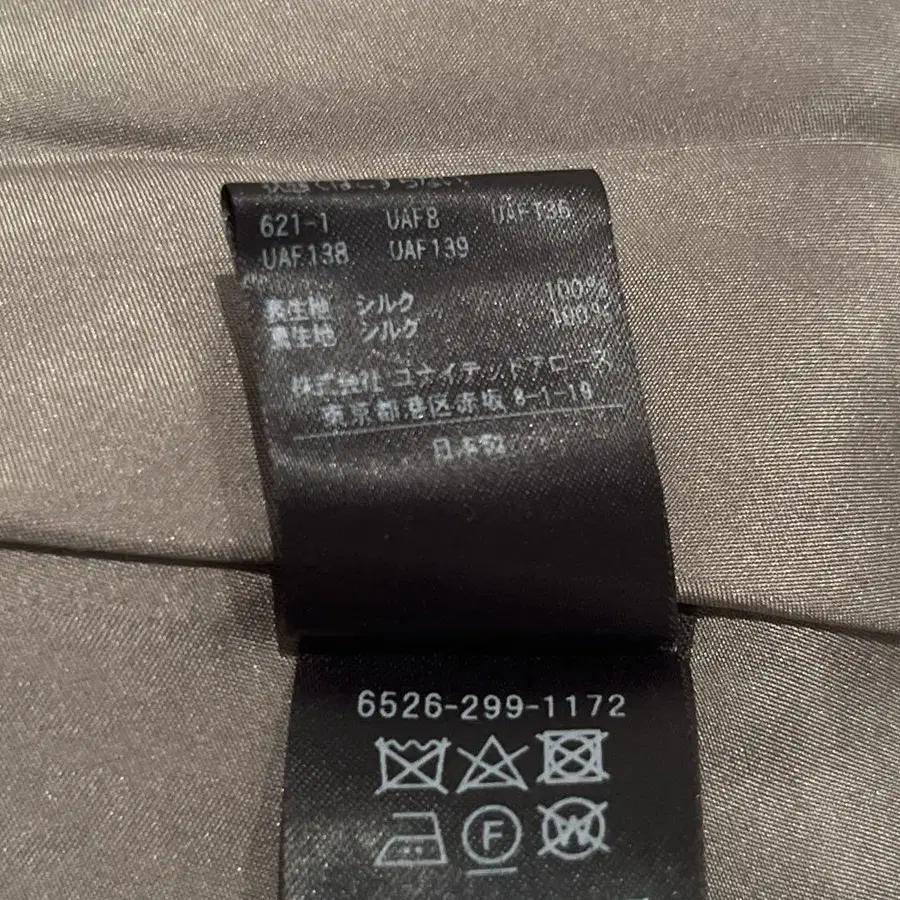 621-1 UAF8 UAF136
UAF138 UAF139
表生地 シルク 100%
裏生地 シルク 100%
株式会社 ユナイテッドアローズ
東京都港区赤坂 8-1-19
日本製
6526-299-1172
F
W